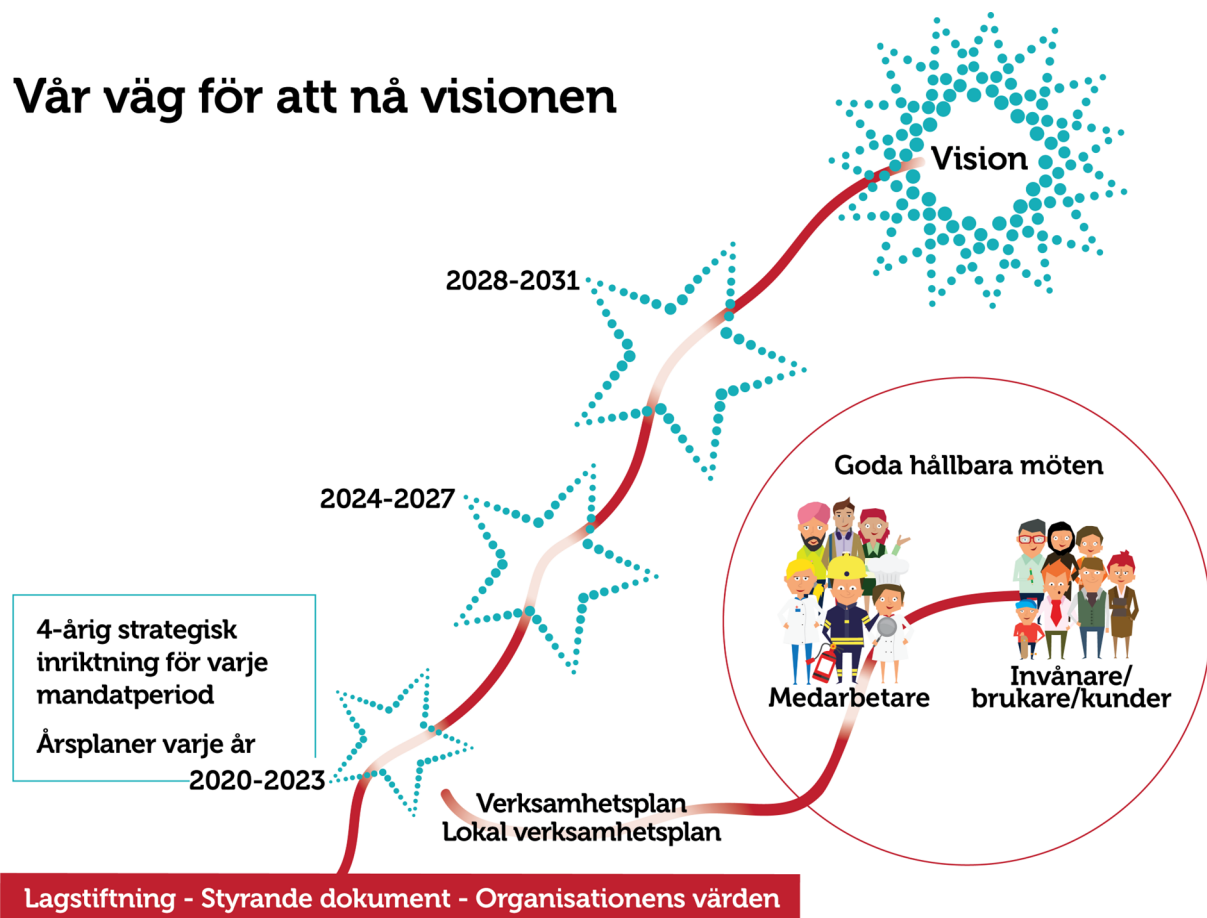 Vår väg för att nå visionen
Vision
2028-2031
2024-2027
Goda hållbara möten
4-årig strategisk
inriktning för varje
mandatperiod
Årsplaner varje år
2020-2023
Medarbetare
Invånare/
brukare/kunder
Verksamhetsplan
Lokal verksamhetsplan
Lagstiftning - Styrande dokument - Organisationens värden